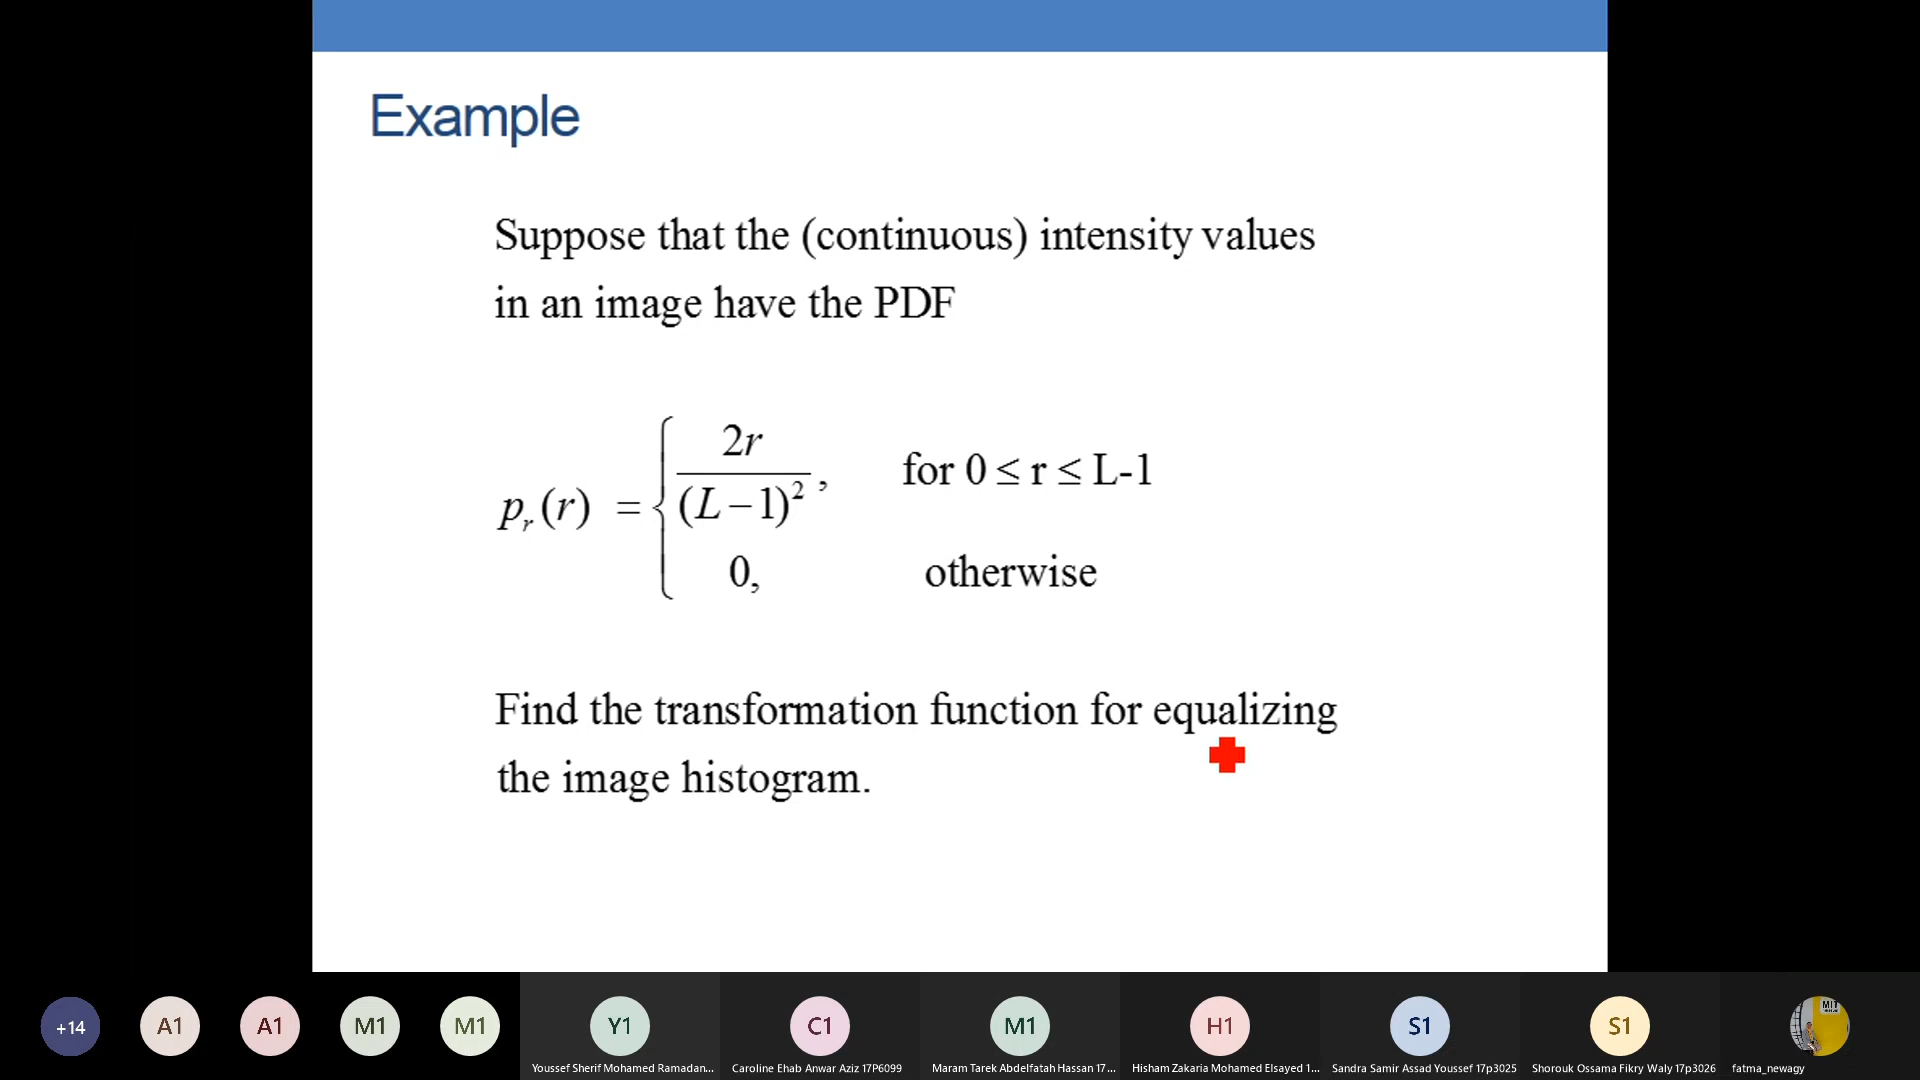 Example
Suppose that the (continuous) intensity values
in an image have the PDF
p_r(r) = { 2r/(L−1)², for 0 ≤ r ≤ L-1
0, otherwise
Find the transformation function for equalizing
the image histogram.
+14 A1 A1 M1 M1 Y1 C1 M1 H1 S1 S1 MIT
Youssef Sherif Mohamed Ramadan... Caroline Ehab Anwar Aziz 17P6099 Maram Tarek Abdelfatah Hassan 17... Hisham Zakaria Mohamed Elsayed 1... Sandra Samir Assad Youssef 17p3025 Shorouk Ossama Fikry Waly 17p3026 fatma_newagy